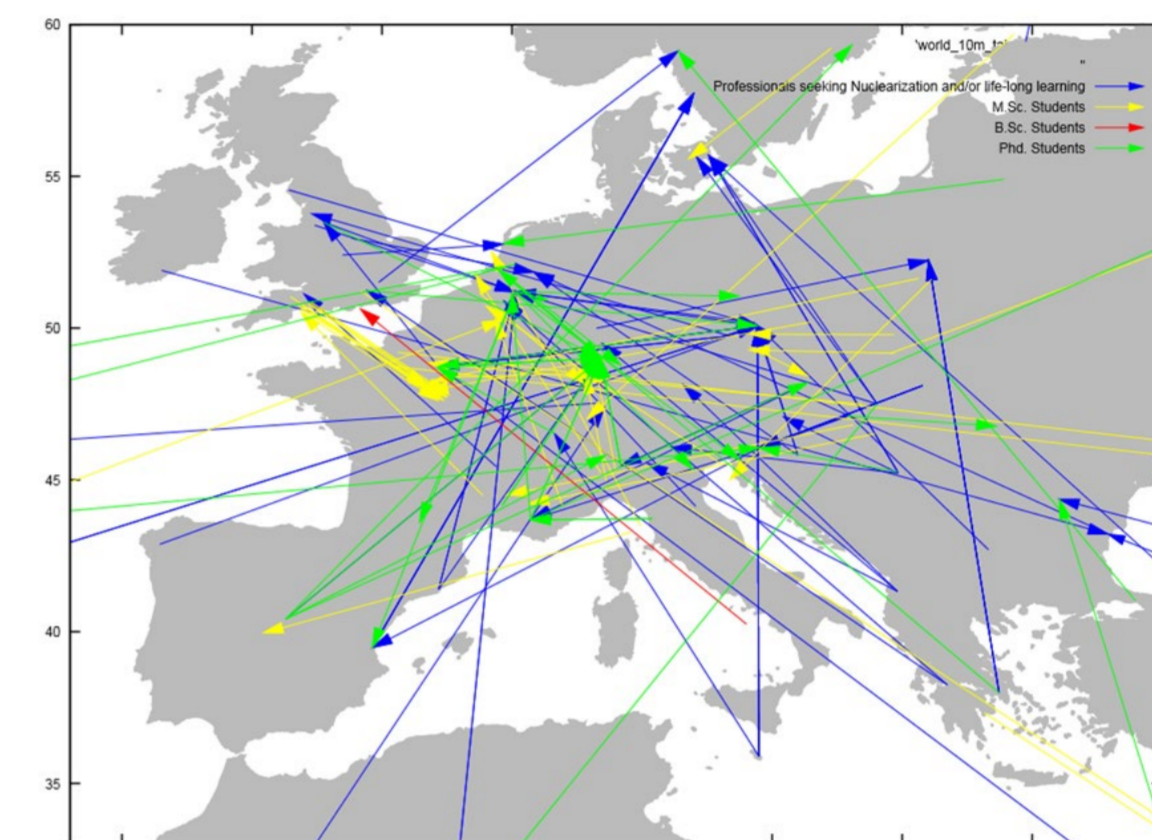 60
'world_10m_
"
Professionals seeking Nuclearization and/or life-long learning
M.Sc. Students
B.Sc. Students
Phd. Students
55
50
45
40
35